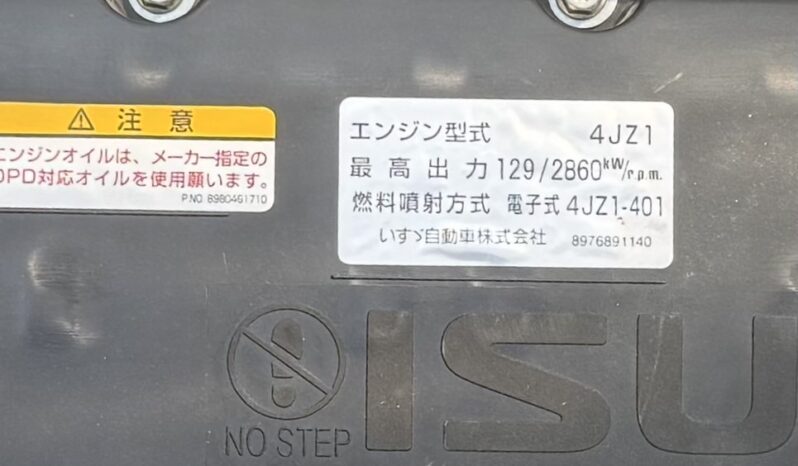 ⚠ 注意
エンジンオイルは、メーカー指定の
DPD対応オイルを使用願います。
P.NO. 8980461710
エンジン型式 4JZ1
最高出力 129/2860kW/r.p.m.
燃料噴射方式 電子式 4JZ1-401
いすゞ自動車株式会社 8976891140
NO STEP
ISU